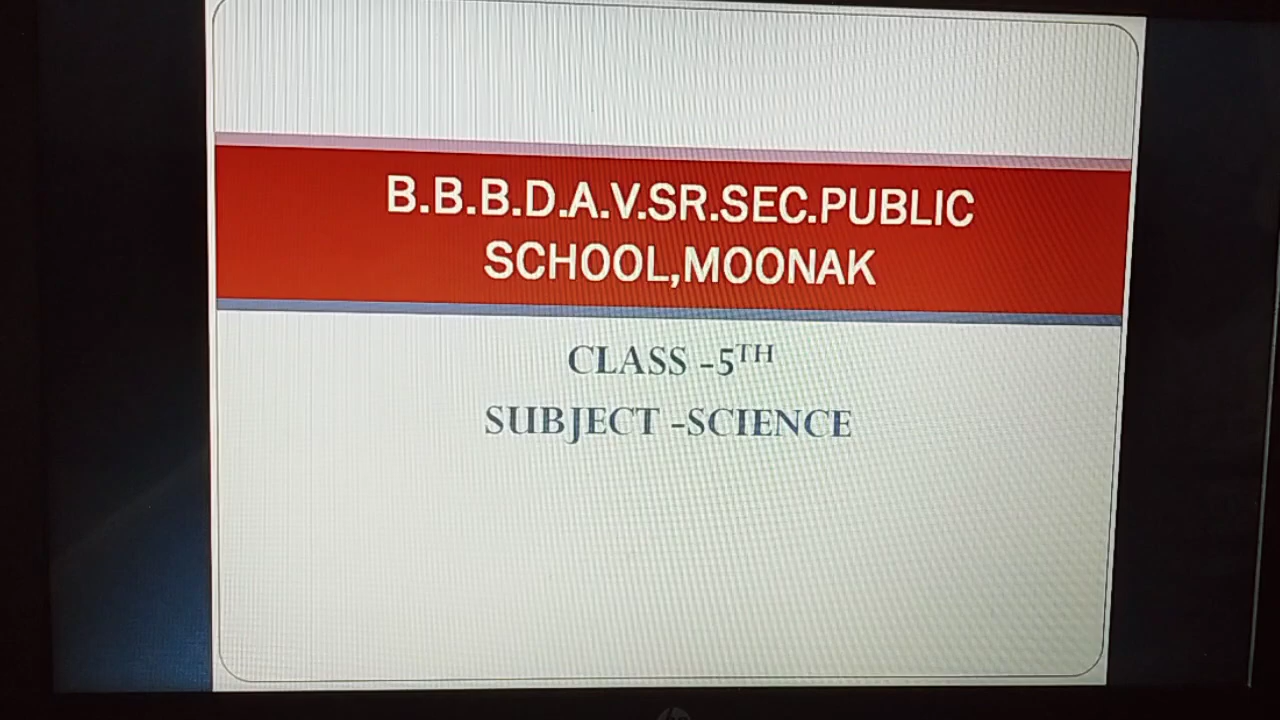 B.B.B.D.A.V.SR.SEC.PUBLIC
SCHOOL,MOONAK
CLASS -5TH
SUBJECT -SCIENCE